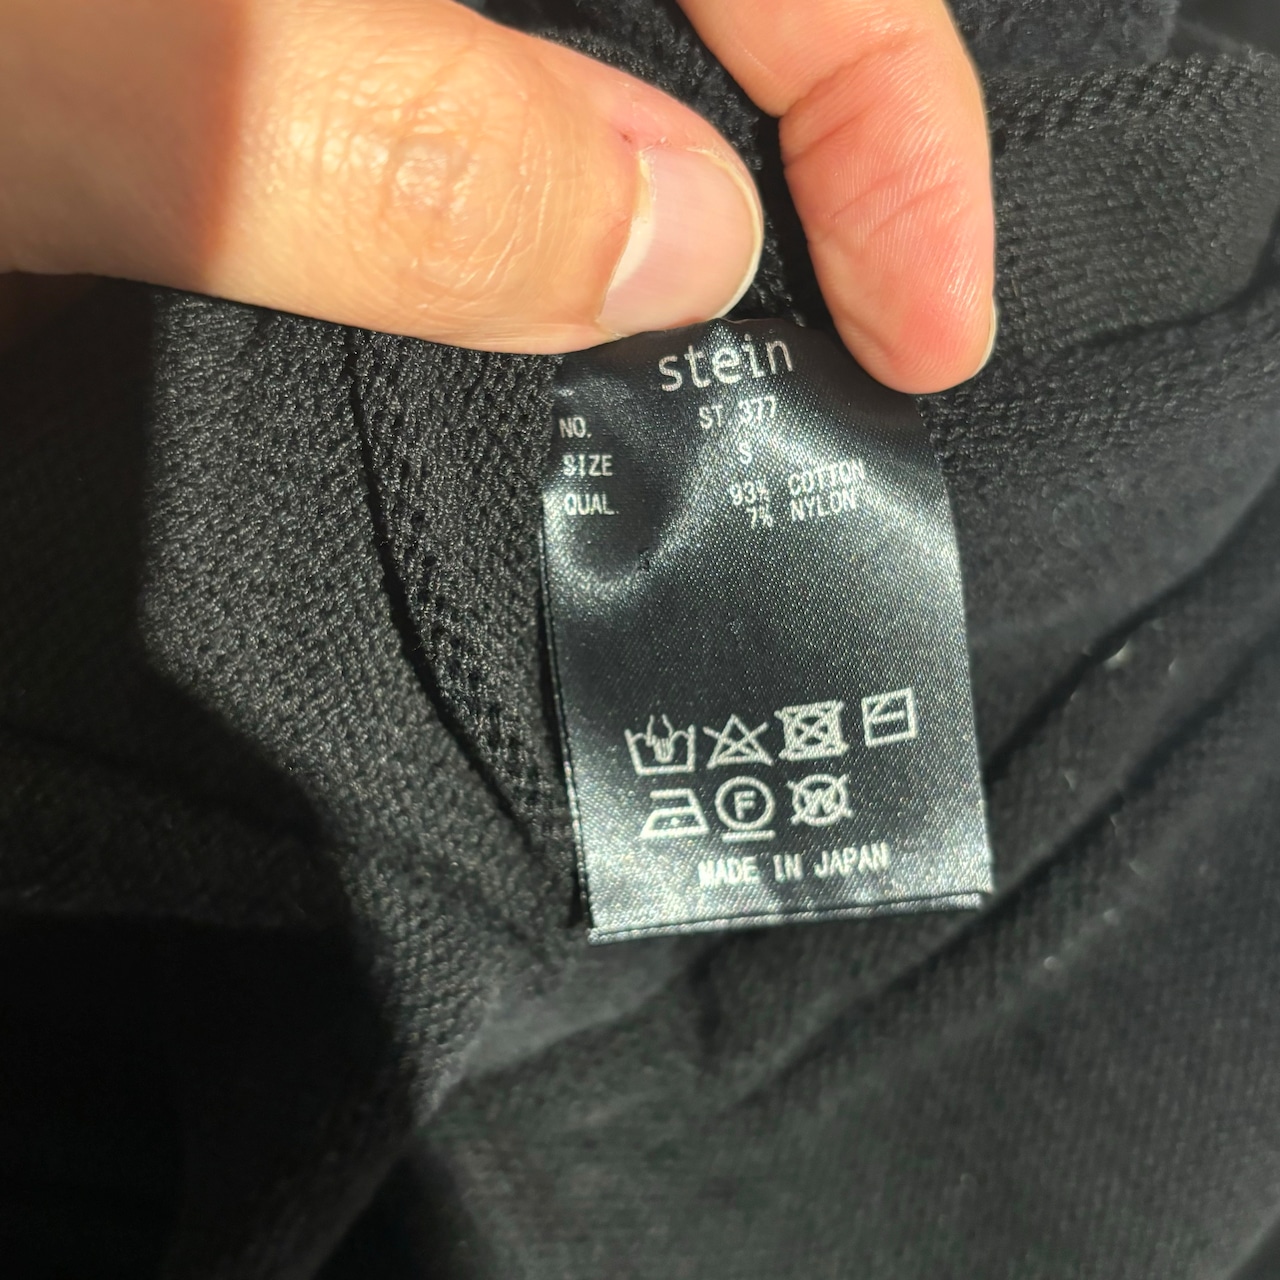 stein
NO. ST.377
SIZE S
QUAL 93% COTTON
7% NYLON
F
W
MADE IN JAPAN